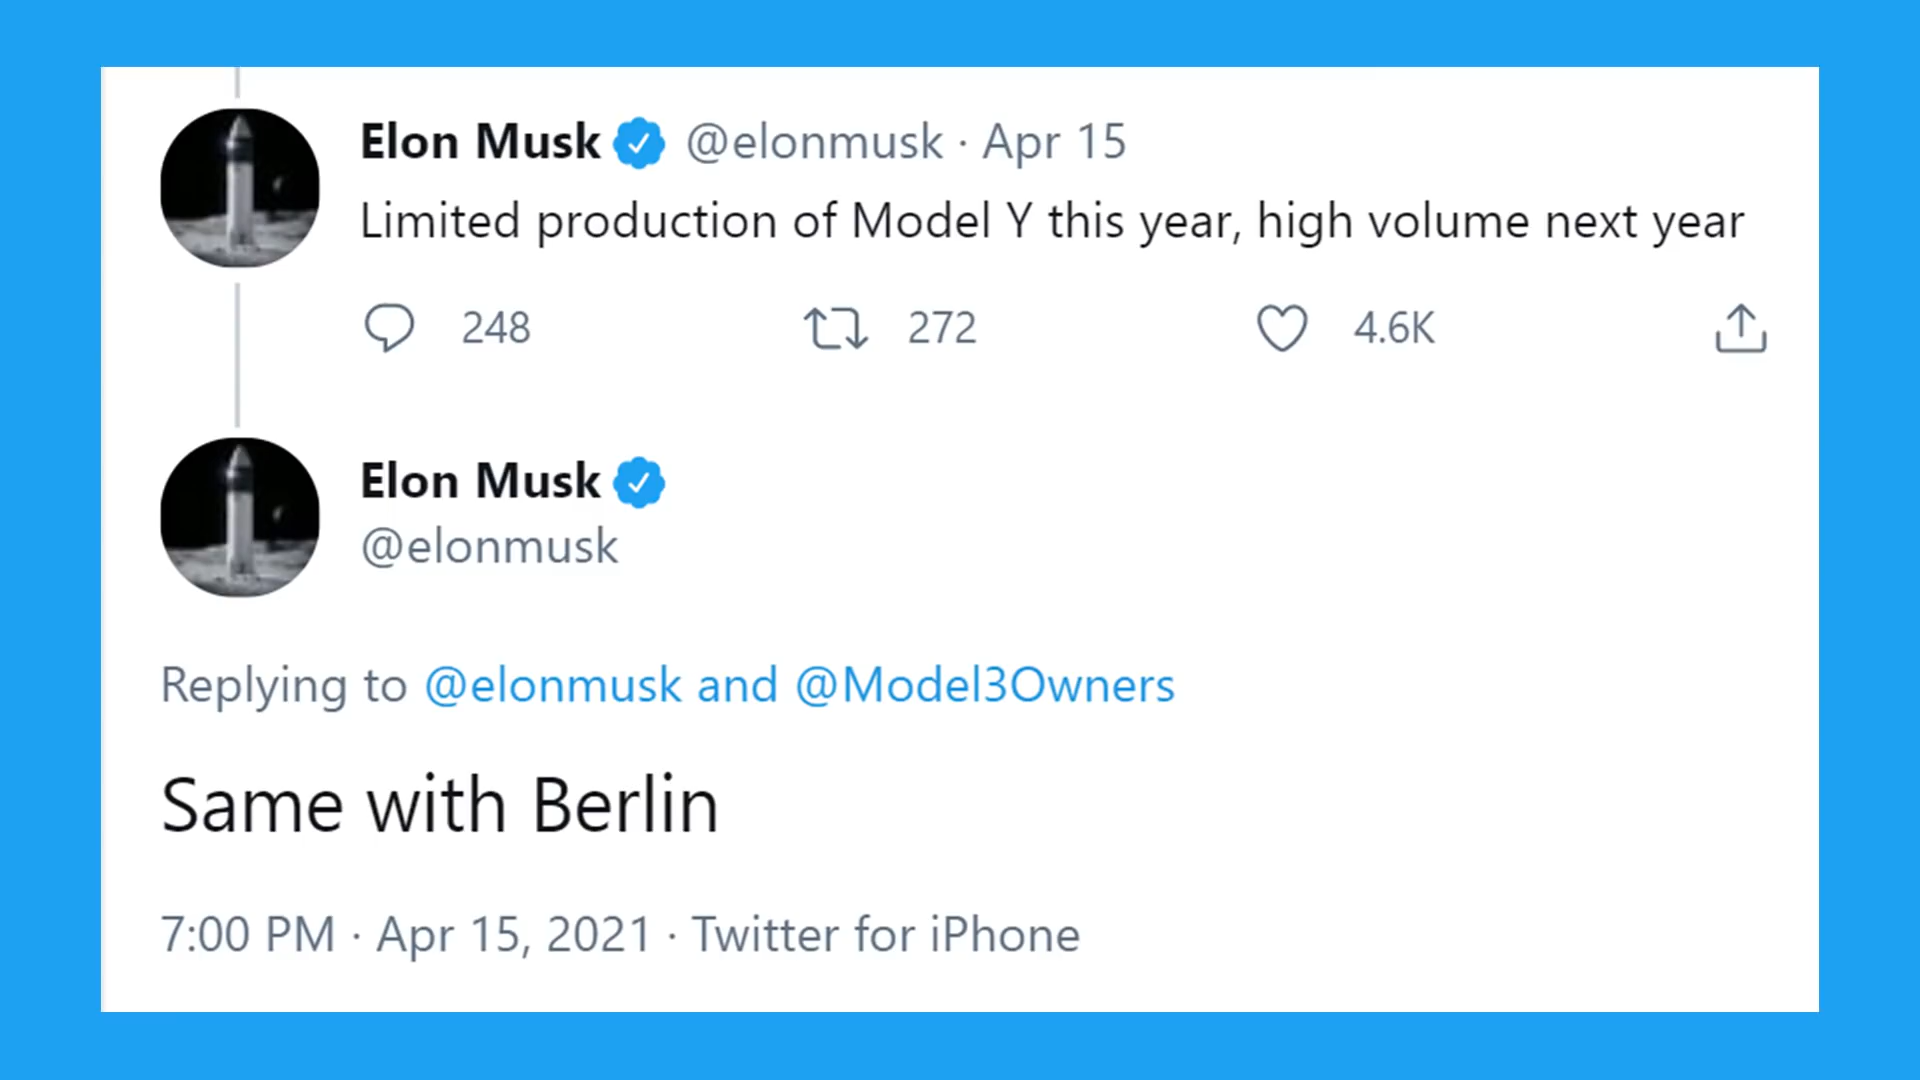 Elon Musk @elonmusk · Apr 15
Limited production of Model Y this year, high volume next year
248 272 4.6K
Elon Musk
@elonmusk
Replying to @elonmusk and @Model3Owners
Same with Berlin
7:00 PM · Apr 15, 2021 · Twitter for iPhone